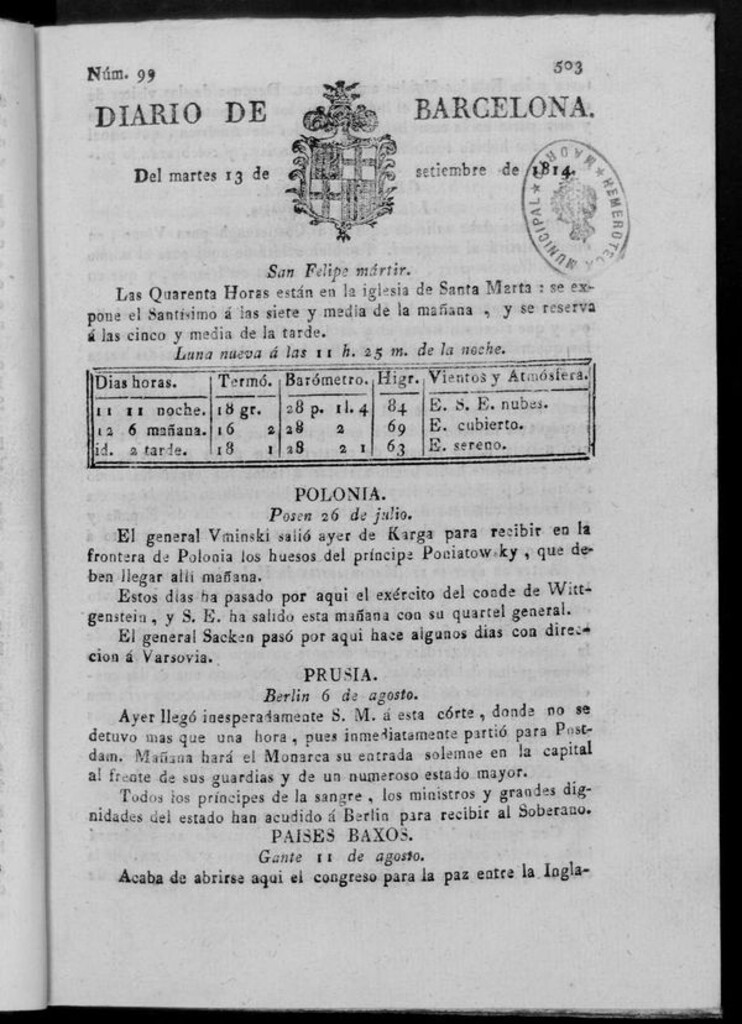 Núm. 99
503
DIARIO DE BARCELONA.
Del martes 13 de setiembre de 1814.
HEMEROTECA MUNICIPAL MADRID
San Felipe mártir.
Las Quarenta Horas están en la iglesia de Santa Marta : se ex-
pone el Santísimo á las siete y media de la mañana , y se reserva
á las cinco y media de la tarde.
Luna nueva á las 11 h. 25 m. de la noche.
Dias horas. Termó. Barómetro. Higr. Vientos y Atmósfera.
11 11 noche. 18 gr. 28 p. 1l. 4 84 E. S. E. nubes.
12 6 mañana. 16 2 28 2 69 E. cubierto.
id. 2 tarde. 18 1 28 2 1 63 E. sereno.
POLONIA.
Posen 26 de julio.
El general Vminski salió ayer de Karga para recibir en la
frontera de Polonia los huesos del príncipe Poniatowsky , que de-
ben llegar alli mañana.
Estos dias ha pasado por aqui el exército del conde de Witt-
genstein , y S. E. ha salido esta mañana con su quartel general.
El general Sacken pasó por aqui hace algunos dias con direc-
cion á Varsovia.
PRUSIA.
Berlin 6 de agosto.
Ayer llegó inesperadamente S. M. á esta córte , donde no se
detuvo mas que una hora , pues inmediatamente partió para Post-
dam. Mañana hará el Monarca su entrada solemne en la capital
al frente de sus guardias y de un numeroso estado mayor.
Todos los príncipes de la sangre , los ministros y grandes dig-
nidades del estado han acudido á Berlin para recibir al Soberano.
PAISES BAXOS.
Gante 11 de agosto.
Acaba de abrirse aqui el congreso para la paz entre la Ingla-